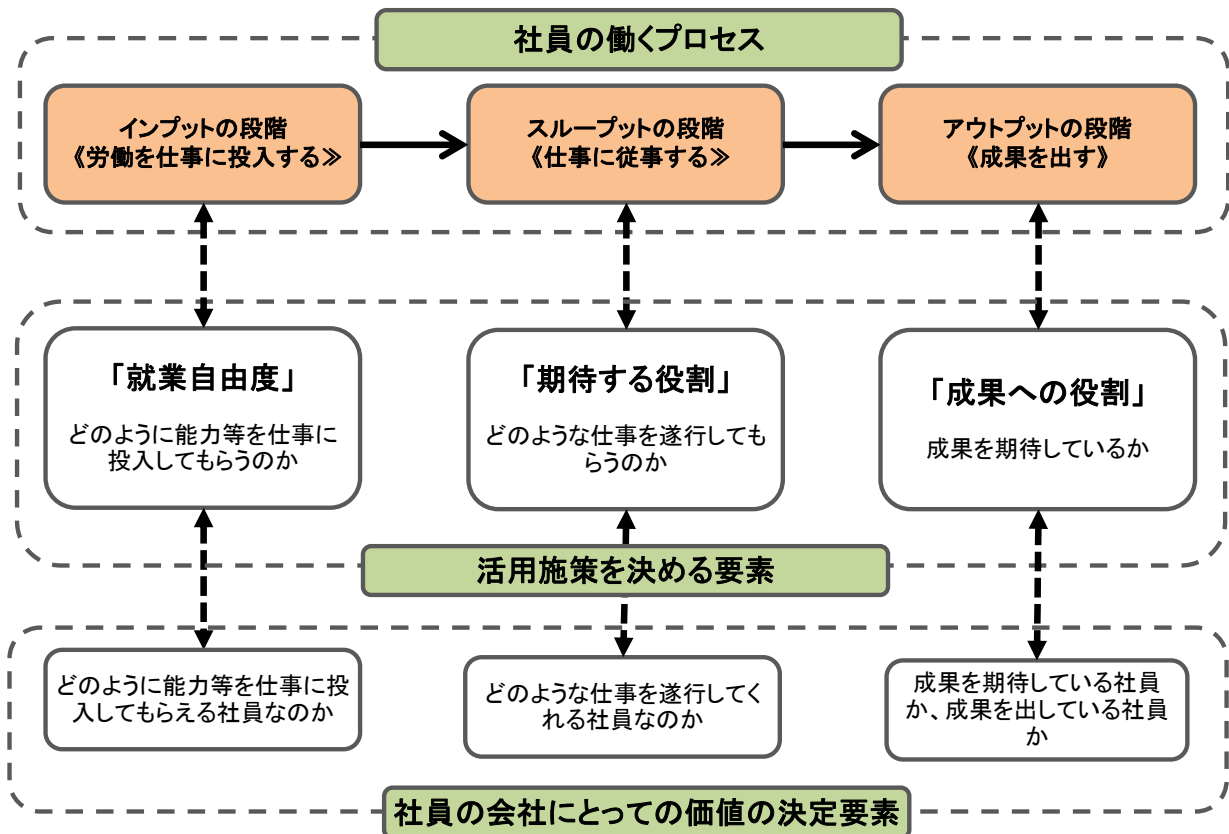 社員の働くプロセス
インプットの段階
《労働を仕事に投入する≫
スループットの段階
《仕事に従事する≫
アウトプットの段階
《成果を出す》
「就業自由度」
どのように能力等を仕事に
投入してもらうのか
「期待する役割」
どのような仕事を遂行しても
らうのか
「成果への役割」
成果を期待しているか
活用施策を決める要素
どのように能力等を仕事に投
入してもらえる社員なのか
どのような仕事を遂行してく
れる社員なのか
成果を期待している社員
か、成果を出している社員
か
社員の会社にとっての価値の決定要素